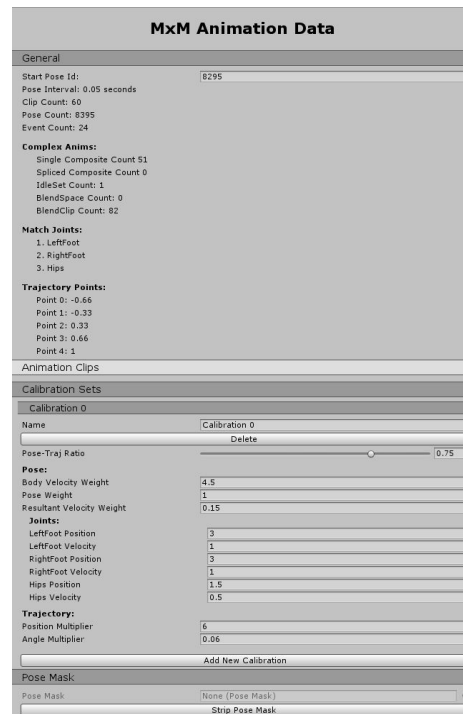 MxM Animation Data
General
Start Pose Id: 8295
Pose Interval: 0.05 seconds
Clip Count: 60
Pose Count: 8395
Event Count: 24
Complex Anims:
Single Composite Count 51
Spliced Composite Count 0
IdleSet Count: 1
BlendSpace Count: 0
BlendClip Count: 82
Match Joints:
1. LeftFoot
2. RightFoot
3. Hips
Trajectory Points:
Point 0: -0.66
Point 1: -0.33
Point 2: 0.33
Point 3: 0.66
Point 4: 1
Animation Clips
Calibration Sets
Calibration 0
Name Calibration 0
Delete
Pose-Traj Ratio 0.75
Pose:
Body Velocity Weight 4.5
Pose Weight 1
Resultant Velocity Weight 0.15
Joints:
LeftFoot Position 3
LeftFoot Velocity 1
RightFoot Position 3
RightFoot Velocity 1
Hips Position 1.5
Hips Velocity 0.5
Trajectory:
Position Multiplier 6
Angle Multiplier 0.06
Add New Calibration
Pose Mask
Pose Mask None (Pose Mask)
Strip Pose Mask